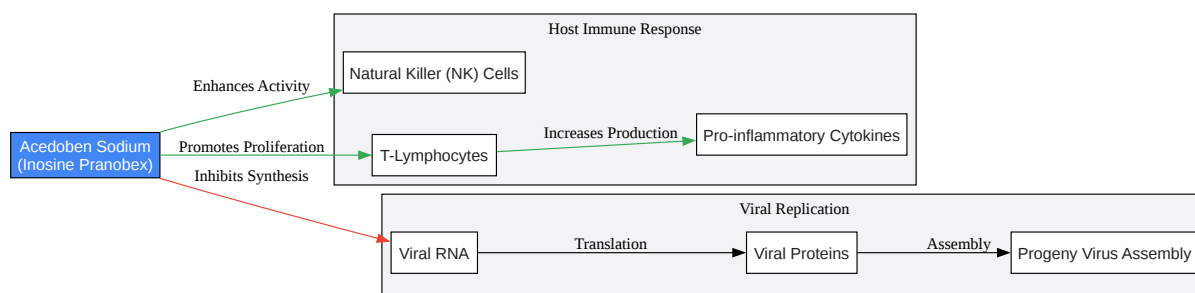 Host Immune Response
Natural Killer (NK) Cells
Enhances Activity
Acedoben Sodium
(Inosine Pranobex)
Promotes Proliferation
T-Lymphocytes
Increases Production
Pro-inflammatory Cytokines
Inhibits Synthesis
Viral Replication
Viral RNA
Translation
Viral Proteins
Assembly
Progeny Virus Assembly